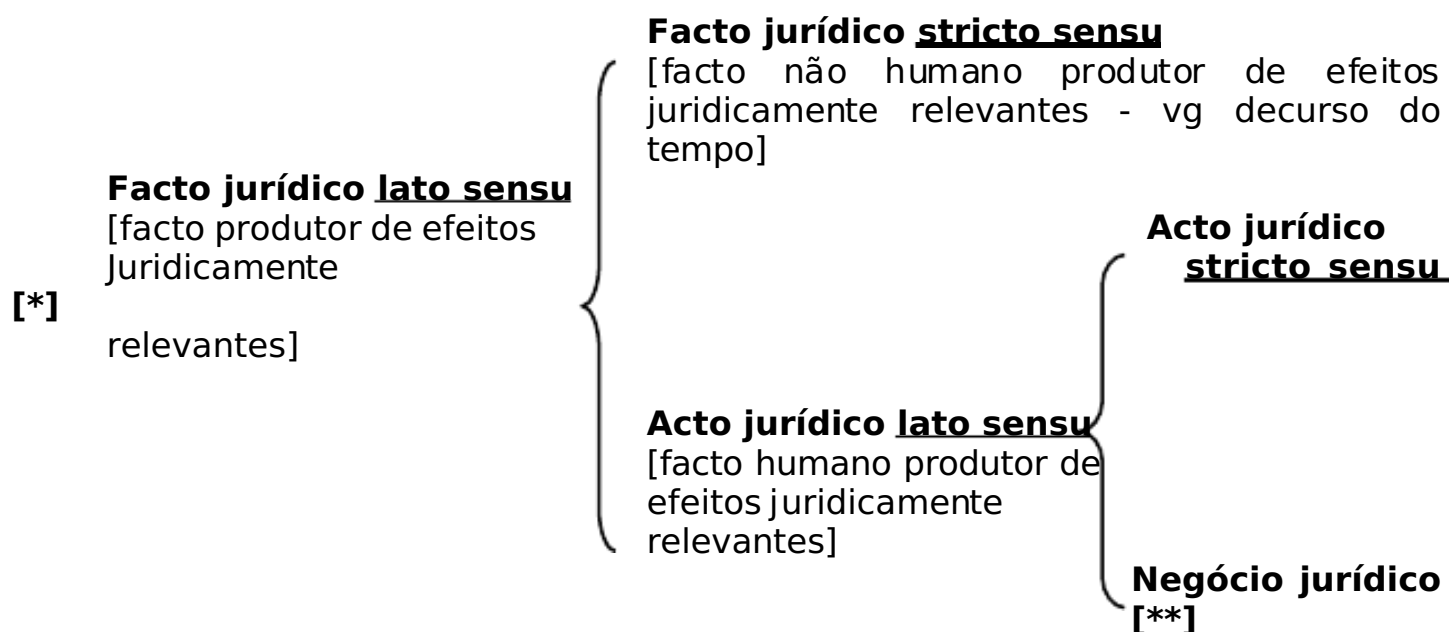 Facto jurídico stricto sensu
[facto não humano produtor de efeitos
juridicamente relevantes - vg decurso do
tempo]
Facto jurídico lato sensu
[facto produtor de efeitos
Juridicamente
[*]
relevantes]
Acto jurídico
stricto sensu
Acto jurídico lato sensu
[facto humano produtor de
efeitos juridicamente
relevantes]
Negócio jurídico
[**]